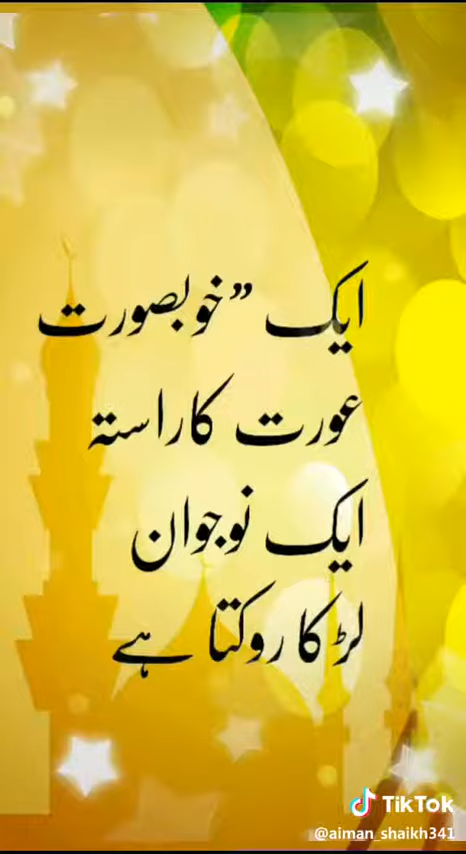 ایک ”خوبصورت
عورت کا راستہ
ایک نوجوان
لڑکا روکتا ہے
TikTok
@aiman_shaikh341